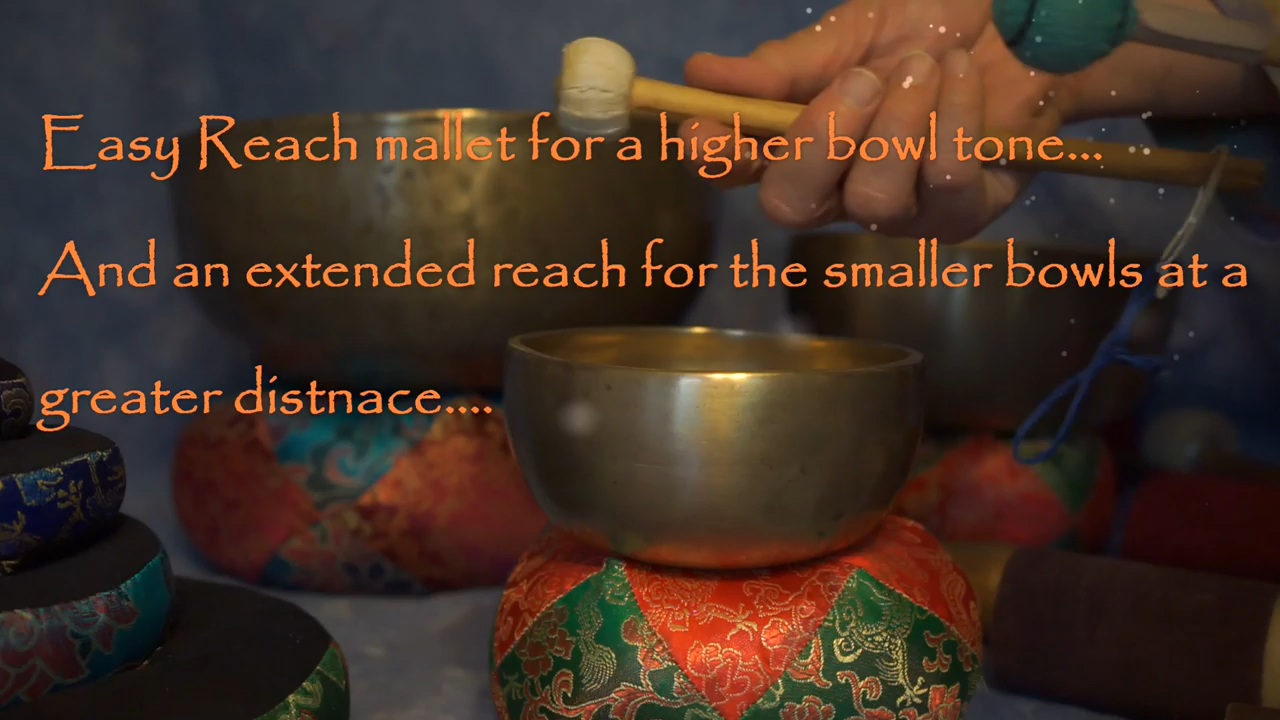 Easy Reach mallet for a higher bowl tone...
And an extended reach for the smaller bowls at a
greater distnace....